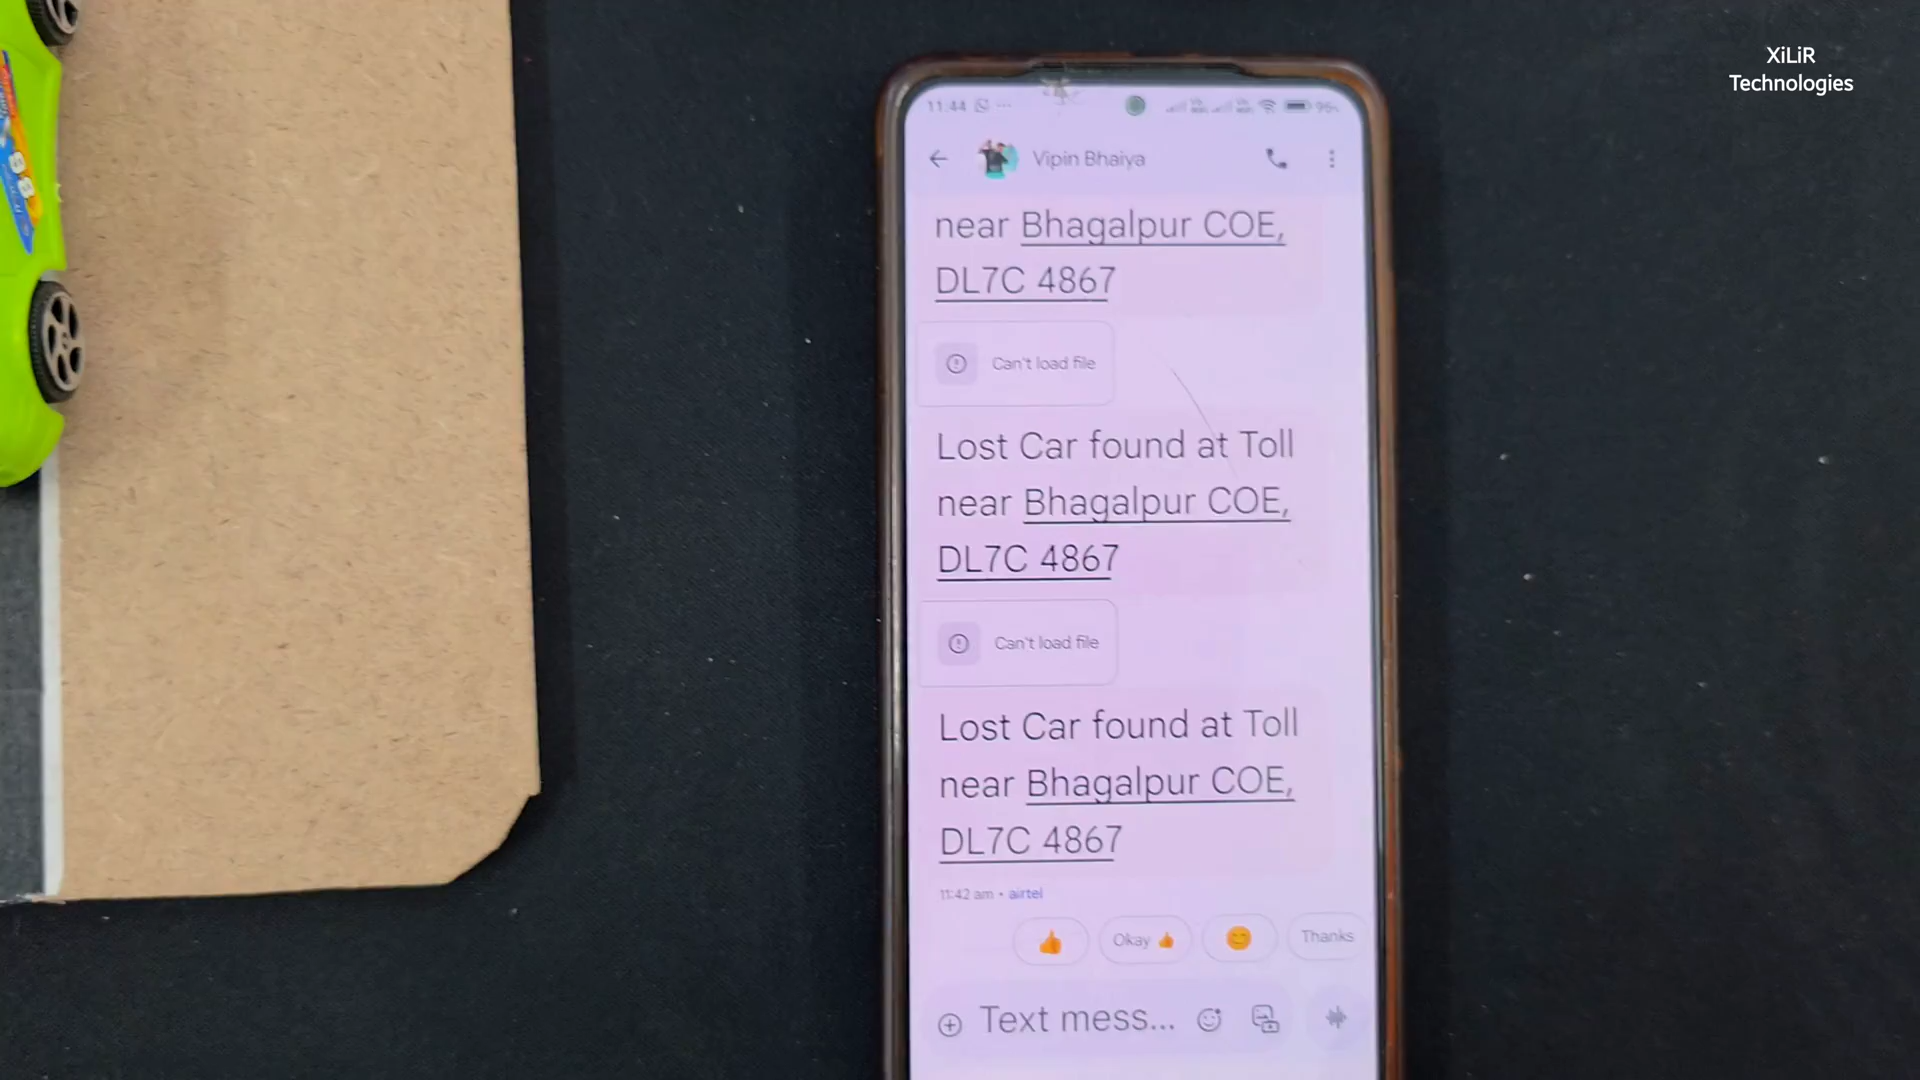 XiLiR
Technologies
11:44
Vipin Bhaiya
near Bhagalpur COE,
DL7C 4867
Can't load file
Lost Car found at Toll
near Bhagalpur COE,
DL7C 4867
Can't load file
Lost Car found at Toll
near Bhagalpur COE,
DL7C 4867
11:42 am • airtel
👍 Okay 👍 😊 Thanks
Text mess...